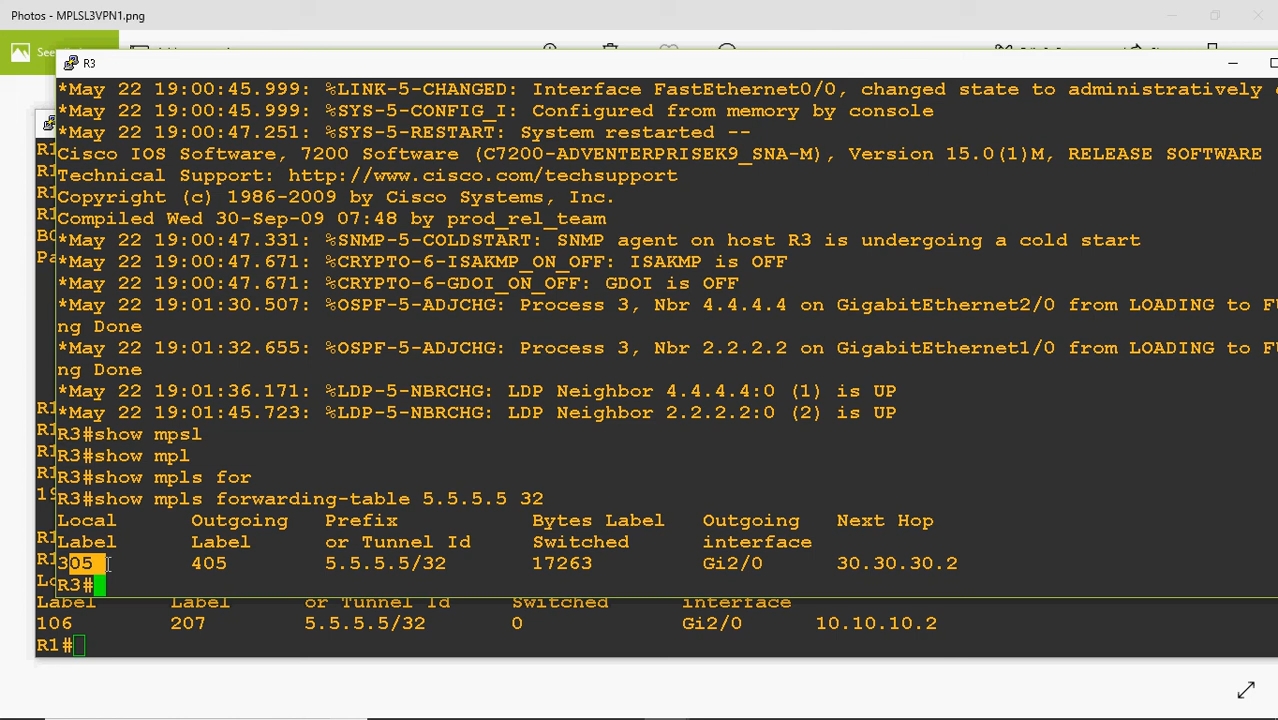 Photos - MPLSL3VPN1.png
See
R3
*May 22 19:00:45.999: %LINK-5-CHANGED: Interface FastEthernet0/0, changed state to administratively
*May 22 19:00:45.999: %SYS-5-CONFIG_I: Configured from memory by console
*May 22 19:00:47.251: %SYS-5-RESTART: System restarted --
Cisco IOS Software, 7200 Software (C7200-ADVENTERPRISEK9_SNA-M), Version 15.0(1)M, RELEASE SOFTWARE
Technical Support: http://www.cisco.com/techsupport
Copyright (c) 1986-2009 by Cisco Systems, Inc.
Compiled Wed 30-Sep-09 07:48 by prod_rel_team
*May 22 19:00:47.331: %SNMP-5-COLDSTART: SNMP agent on host R3 is undergoing a cold start
*May 22 19:00:47.671: %CRYPTO-6-ISAKMP_ON_OFF: ISAKMP is OFF
*May 22 19:00:47.671: %CRYPTO-6-GDOI_ON_OFF: GDOI is OFF
*May 22 19:01:30.507: %OSPF-5-ADJCHG: Process 3, Nbr 4.4.4.4 on GigabitEthernet2/0 from LOADING to
ng Done
*May 22 19:01:32.655: %OSPF-5-ADJCHG: Process 3, Nbr 2.2.2.2 on GigabitEthernet1/0 from LOADING to
ng Done
*May 22 19:01:36.171: %LDP-5-NBRCHG: LDP Neighbor 4.4.4.4:0 (1) is UP
*May 22 19:01:45.723: %LDP-5-NBRCHG: LDP Neighbor 2.2.2.2:0 (2) is UP
R3#show mpsl
R3#show mpl
R3#show mpls for
R3#show mpls forwarding-table 5.5.5.5 32
Local Outgoing Prefix Bytes Label Outgoing Next Hop
Label Label or Tunnel Id Switched interface
305 405 5.5.5.5/32 17263 Gi2/0 30.30.30.2
R3#
Label Label or Tunnel Id Switched interface
106 207 5.5.5.5/32 0 Gi2/0 10.10.10.2
R1#